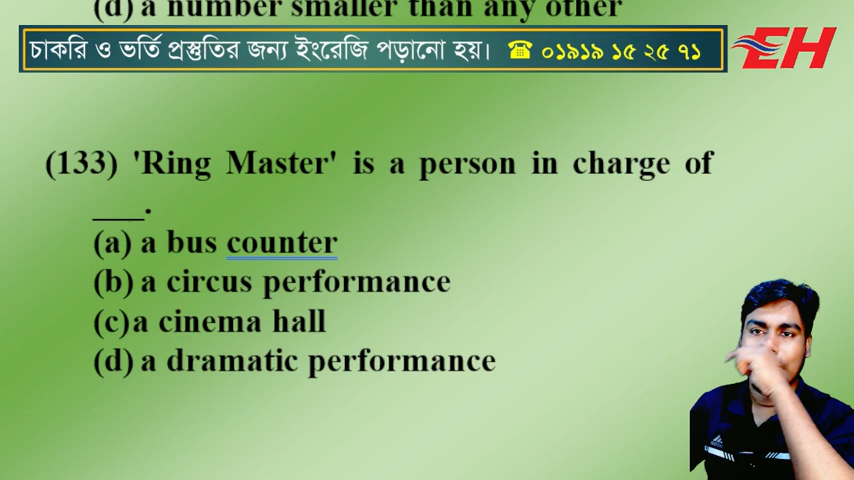 (d) a number smaller than any other
চাকরি ও ভর্তি প্রস্তুতির জন্য ইংরেজি পড়ানো হয়। ☎ ০১৯১৯ ১৫ ২৫ ৭১
EH
(133) 'Ring Master' is a person in charge of
___.
(a) a bus counter
(b) a circus performance
(c) a cinema hall
(d) a dramatic performance